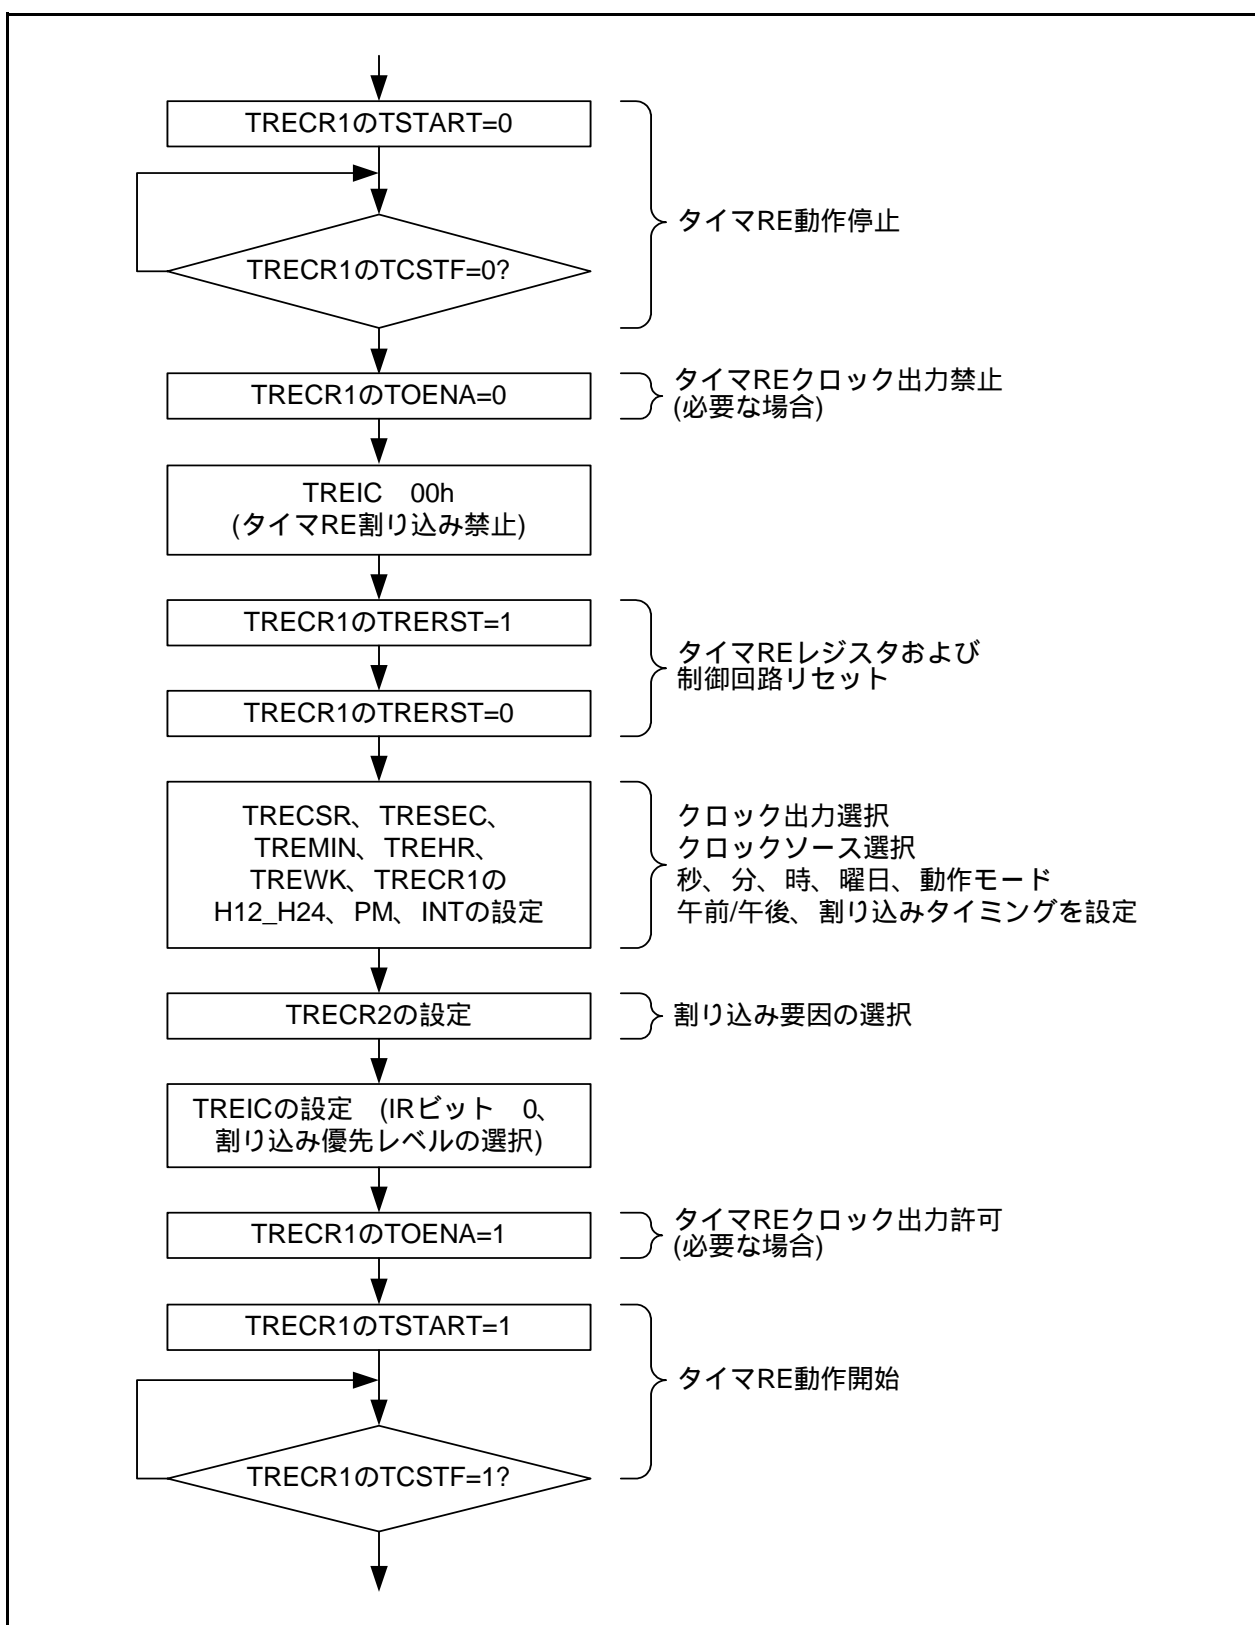 TRECR1のTSTART=0
タイマRE動作停止
TRECR1のTCSTF=0?
TRECR1のTOENA=0
タイマREクロック出力禁止
(必要な場合)
TREIC 00h
(タイマRE割り込み禁止)
TRECR1のTRERST=1
タイマREレジスタおよび
制御回路リセット
TRECR1のTRERST=0
TRECSR、TRESEC、
TREMIN、TREHR、
TREWK、TRECR1の
H12_H24、PM、INTの設定
クロック出力選択
クロックソース選択
秒、分、時、曜日、動作モード
午前/午後、割り込みタイミングを設定
TRECR2の設定
割り込み要因の選択
TREICの設定 (IRビット 0、
割り込み優先レベルの選択)
TRECR1のTOENA=1
タイマREクロック出力許可
(必要な場合)
TRECR1のTSTART=1
タイマRE動作開始
TRECR1のTCSTF=1?